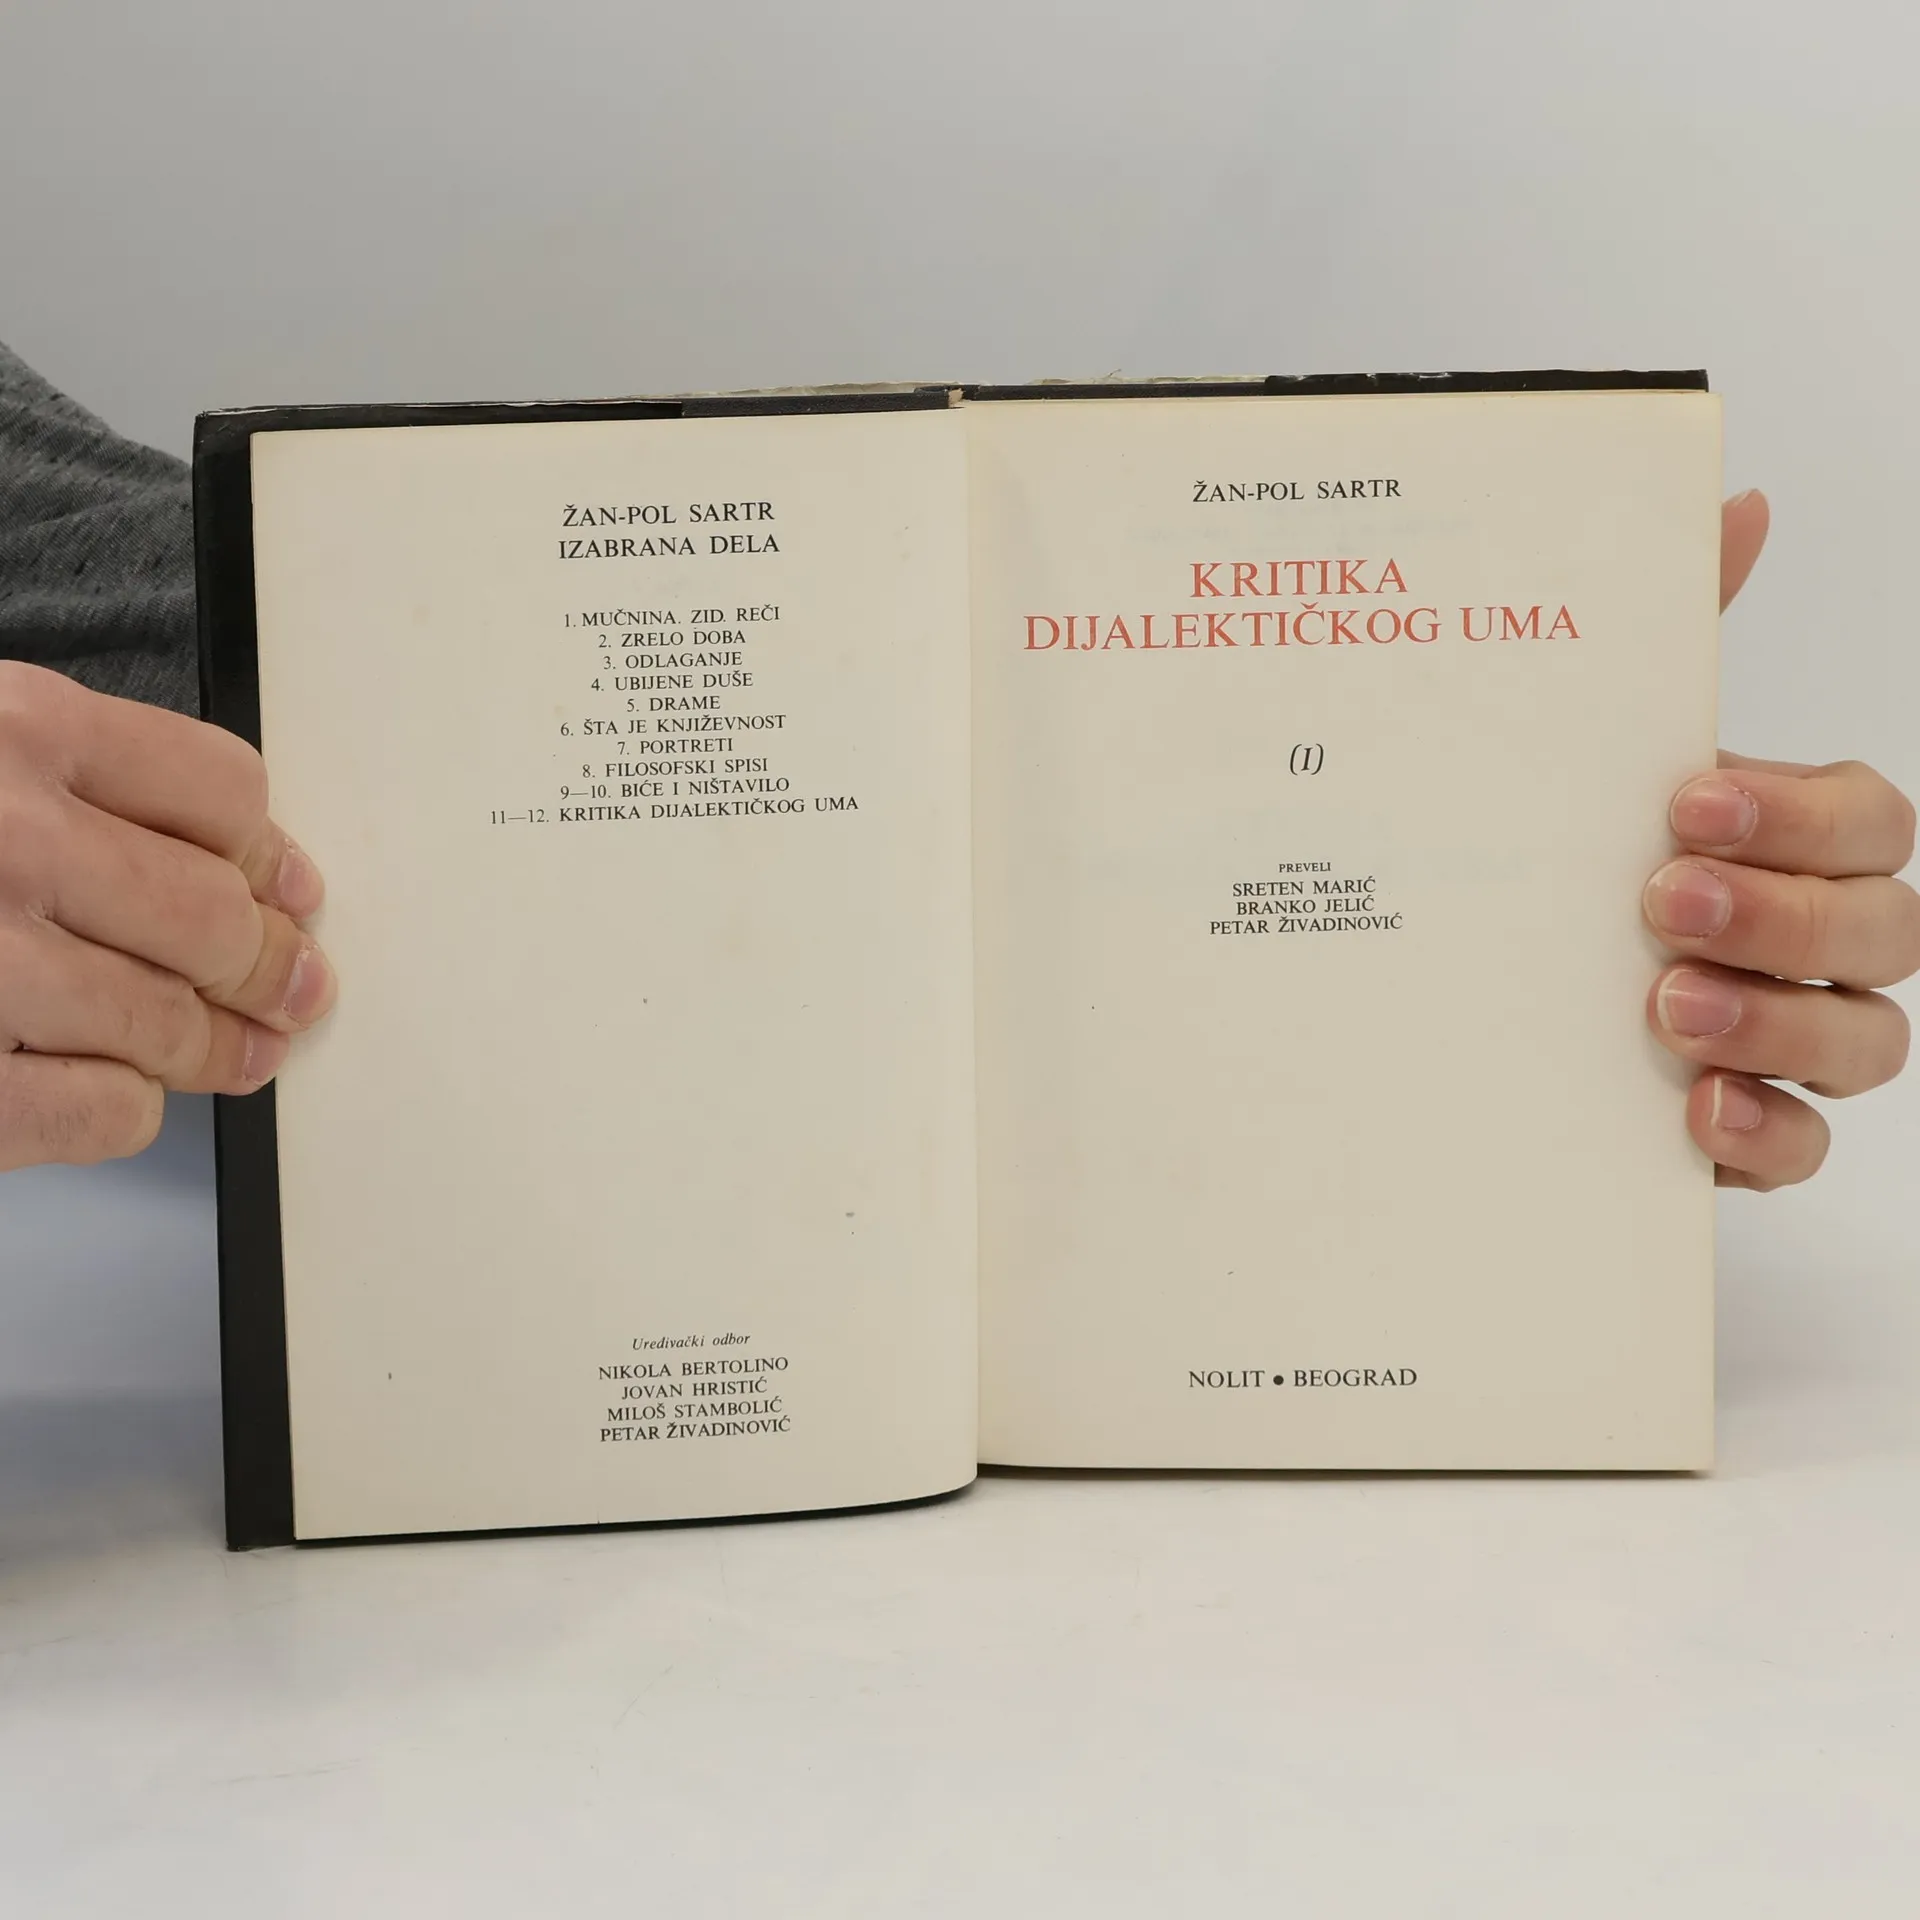 ŽAN-POL SARTR
IZABRANA DELA
1. MUČNINA. ZID. REČI
2. ZRELO DOBA
3. ODLAGANJE
4. UBIJENE DUŠE
5. DRAME
6. ŠTA JE KNJIŽEVNOST
7. PORTRETI
8. FILOSOFSKI SPISI
9—10. BIĆE I NIŠTAVILO
11—12. KRITIKA DIJALEKTIČKOG UMA
Uredivački odbor
NIKOLA BERTOLINO
JOVAN HRISTIĆ
MILOŠ STAMBOLIĆ
PETAR ŽIVADINOVIĆ
ŽAN-POL SARTR
KRITIKA
DIJALEKTIČKOG UMA
(I)
PREVELI
SRETEN MARIĆ
BRANKO JELIĆ
PETAR ŽIVADINOVIĆ
NOLIT ● BEOGRAD